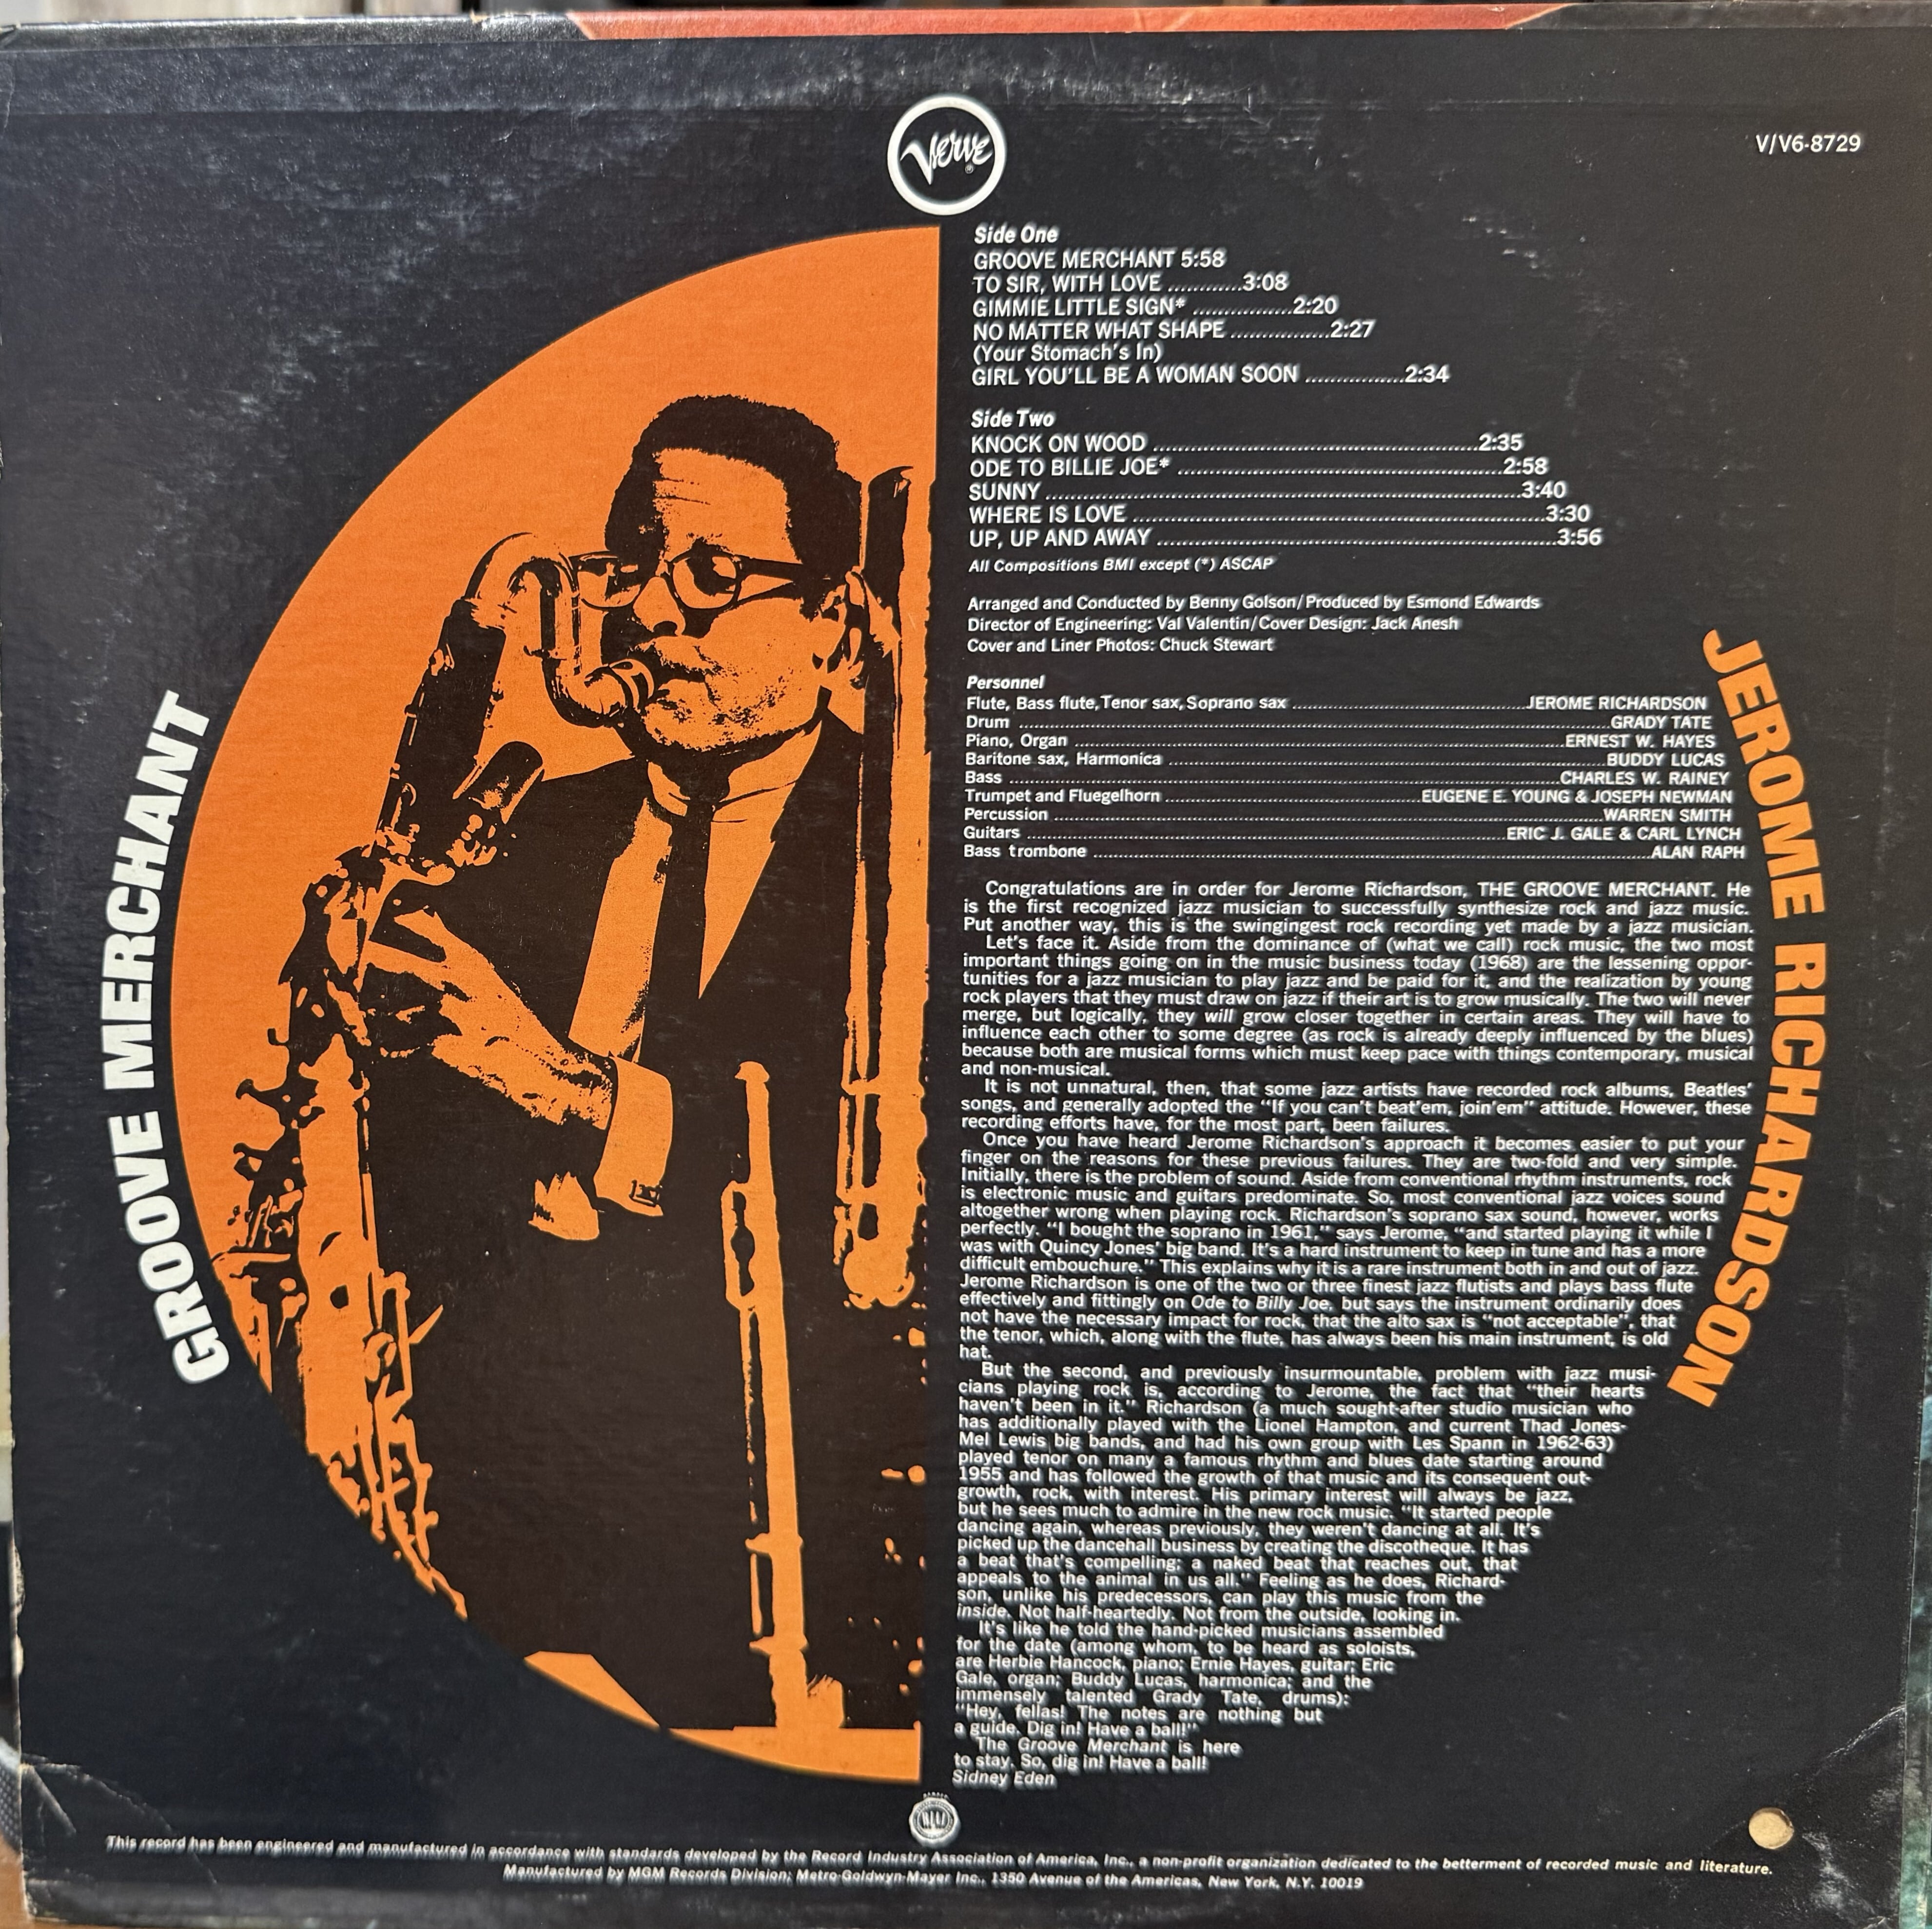 Verve
®
V/V6-8729
Side One
GROOVE MERCHANT 5:58
TO SIR, WITH LOVE ............3:08
GIMMIE LITTLE SIGN* .................2:20
NO MATTER WHAT SHAPE .................2:27
(Your Stomach's In)
GIRL YOU'LL BE A WOMAN SOON ................2:34
Side Two
KNOCK ON WOOD ........................................................2:35
ODE TO BILLIE JOE* ........................................................2:58
SUNNY ........................................................................3:40
WHERE IS LOVE ........................................................3:30
UP, UP AND AWAY ........................................................3:56
All Compositions BMI except (*) ASCAP
Arranged and Conducted by Benny Golson/Produced by Esmond Edwards
Director of Engineering: Val Valentin/Cover Design: Jack Anesh
Cover and Liner Photos: Chuck Stewart
Personnel
Flute, Bass flute, Tenor sax, Soprano sax ........................................JEROME RICHARDSON
Drum ........................................................................GRADY TATE
Piano, Organ ........................................................................ERNEST W. HAYES
Baritone sax, Harmonica ........................................................................BUDDY LUCAS
Bass ........................................................................CHARLES W. RAINEY
Trumpet and Fluegelhorn ........................................EUGENE E. YOUNG & JOSEPH NEWMAN
Percussion ........................................................................WARREN SMITH
Guitars ........................................................................ERIC J. GALE & CARL LYNCH
Bass trombone ........................................................................ALAN RAPH
GROOVE MERCHANT
JEROME RICHARDSON
Congratulations are in order for Jerome Richardson, THE GROOVE MERCHANT. He
is the first recognized jazz musician to successfully synthesize rock and jazz music.
Put another way, this is the swingingest rock recording yet made by a jazz musician.
Let's face it. Aside from the dominance of (what we call) rock music, the two most
important things going on in the music business today (1968) are the lessening oppor-
tunities for a jazz musician to play jazz and be paid for it, and the realization by young
rock players that they must draw on jazz if their art is to grow musically. The two will never
merge, but logically, they will grow closer together in certain areas. They will have to
influence each other to some degree (as rock is already deeply influenced by the blues)
because both are musical forms which must keep pace with things contemporary, musical
and non-musical.
It is not unnatural, then, that some jazz artists have recorded rock albums, Beatles'
songs, and generally adopted the "If you can't beat'em, join'em" attitude. However, these
recording efforts have, for the most part, been failures.
Once you have heard Jerome Richardson's approach it becomes easier to put your
finger on the reasons for these previous failures. They are two-fold and very simple.
Initially, there is the problem of sound. Aside from conventional rhythm instruments, rock
is electronic music and guitars predominate. So, most conventional jazz voices sound
altogether wrong when playing rock. Richardson's soprano sax sound, however, works
perfectly. "I bought the soprano in 1961," says Jerome, "and started playing it while I
was with Quincy Jones' big band. It's a hard instrument to keep in tune and has a more
difficult embouchure." This explains why it is a rare instrument both in and out of jazz.
Jerome Richardson is one of the two or three finest jazz flutists and plays bass flute
effectively and fittingly on Ode to Billy Joe, but says the instrument ordinarily does
not have the necessary impact for rock, that the alto sax is "not acceptable", that
the tenor, which, along with the flute, has always been his main instrument, is old
hat.
But the second, and previously insurmountable, problem with jazz musi-
cians playing rock is, according to Jerome, the fact that "their hearts
haven't been in it." Richardson (a much sought-after studio musician who
has additionally played with the Lionel Hampton, and current Thad Jones-
Mel Lewis big bands, and had his own group with Les Spann in 1962-63)
played tenor on many a famous rhythm and blues date starting around
1955 and has followed the growth of that music and its consequent out-
growth, rock, with interest. His primary interest will always be jazz,
but he sees much to admire in the new rock music. "It started people
dancing again, whereas previously, they weren't dancing at all. It's
picked up the dancehall business by creating the discotheque. It has
a beat that's compelling; a naked beat that reaches out, that
appeals to the animal in us all." Feeling as he does, Richard-
son, unlike his predecessors, can play this music from the
inside. Not half-heartedly. Not from the outside, looking in.
It's like he told the hand-picked musicians assembled
for the date (among whom, to be heard as soloists,
are Herbie Hancock, piano; Ernie Hayes, guitar; Eric
Gale, organ; Buddy Lucas, harmonica; and the
immensely talented Grady Tate, drums):
"Hey, fellas! The notes are nothing but
a guide. Dig in! Have a ball!"
The Groove Merchant is here
to stay. So, dig in! Have a ball!
Sidney Eden
This record has been engineered and manufactured in accordance with standards developed by the Record Industry Association of America, Inc., a non-profit organization dedicated to the betterment of recorded music and literature.
Manufactured by MGM Records Division; Metro-Goldwyn-Mayer Inc., 1350 Avenue of the Americas, New York, N.Y. 10019